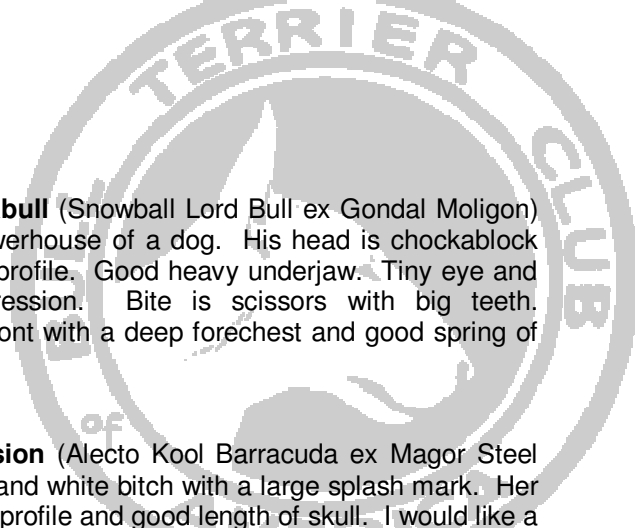 TERRIER
CLUB
BULL
of
bull (Snowball Lord Bull ex Gondal Moligon)
werhouse of a dog. His head is chockablock
profile. Good heavy underjaw. Tiny eye and
ression. Bite is scissors with big teeth.
ont with a deep forechest and good spring of
sion (Alecto Kool Barracuda ex Magor Steel
and white bitch with a large splash mark. Her
profile and good length of skull. I would like a